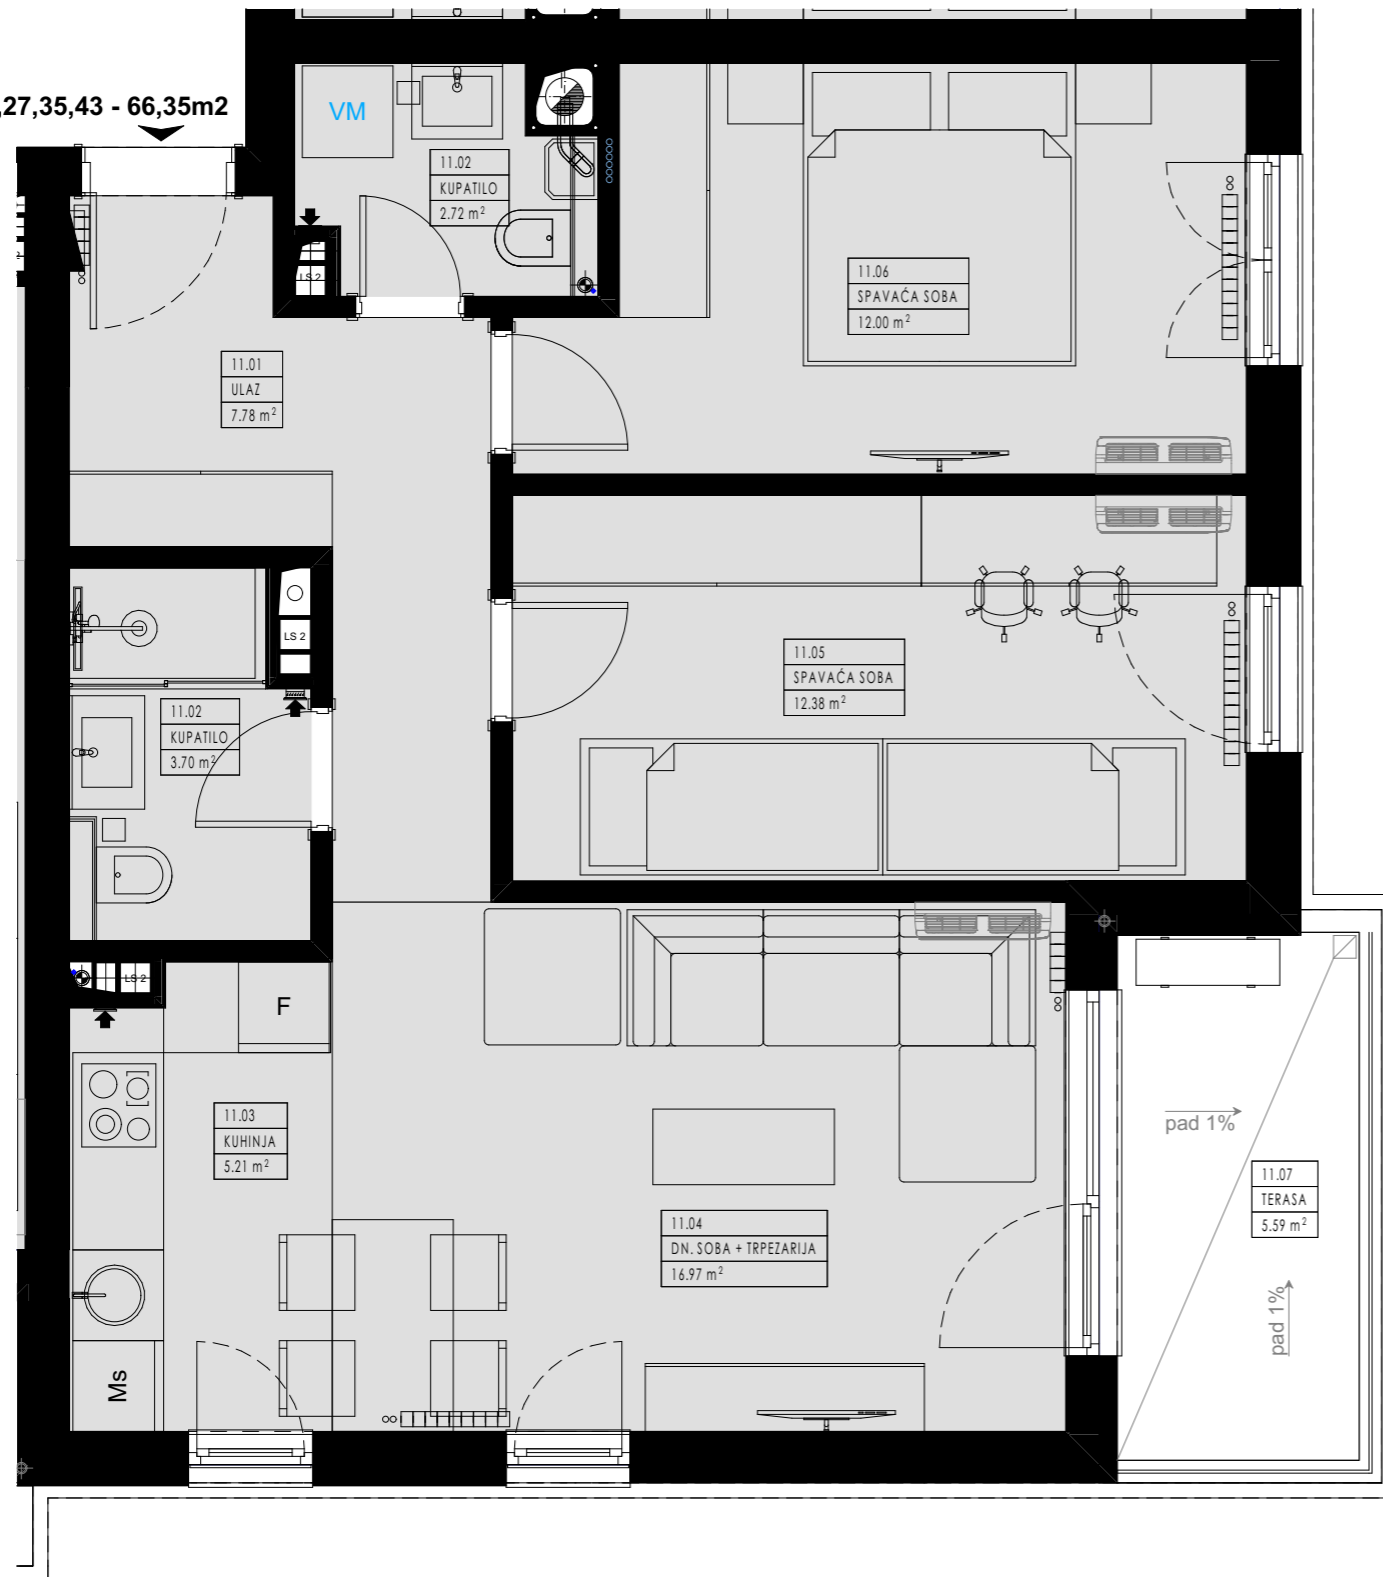 ,27,35,43 - 66,35m2
VM
11.02
KUPATILO
2.72 m²
LS 2
11.06
SPAVAĆA SOBA
12.00 m²
11.01
ULAZ
7.78 m²
LS 2
11.05
SPAVAĆA SOBA
12.38 m²
11.02
KUPATILO
3.70 m²
LS 2
F
11.03
KUHINJA
5.21 m²
pad 1%
11.07
TERASA
5.59 m²
11.04
DN. SOBA + TRPEZARIJA
16.97 m²
pad 1%
Ms